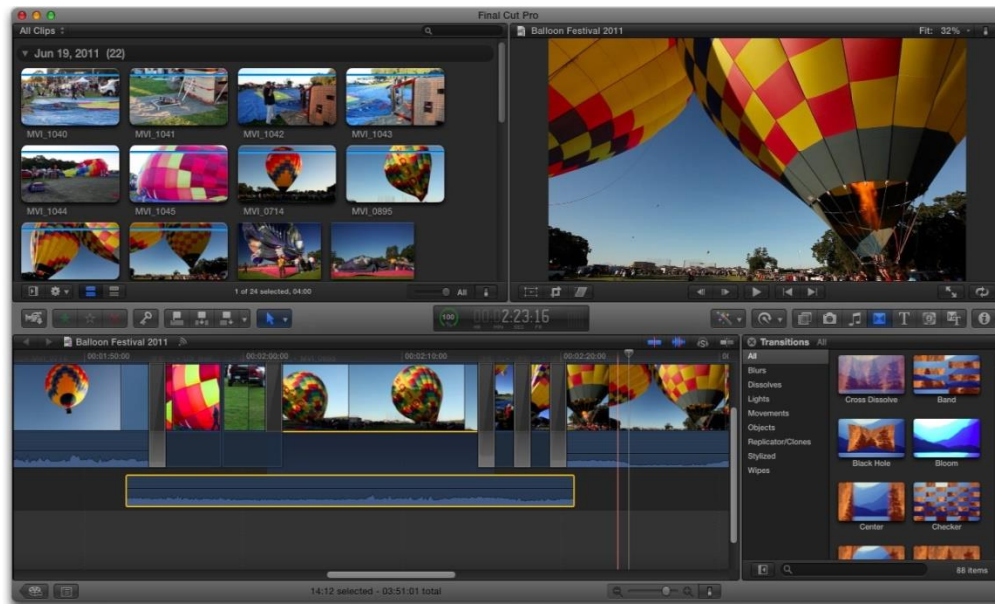 Final Cut Pro
All Clips
Jun 19, 2011 (22)
MVI_1040
MVI_1041
MVI_1042
MVI_1043
MVI_1044
MVI_1045
MVI_0714
MVI_0895
1 of 24 selected, 04:00
All
Balloon Festival 2011
Fit: 32%
100
2:23:16
T
Balloon Festival 2011
00:01:50:00
00:02:00:00
00:02:10:00
00:02:20:00
Transitions All
All
Blurs
Dissolves
Lights
Movements
Objects
Replicator/Clones
Stylized
Wipes
Cross Dissolve
Band
Black Hole
Bloom
Center
Checker
88 items
14:12 selected - 03:51:01 total